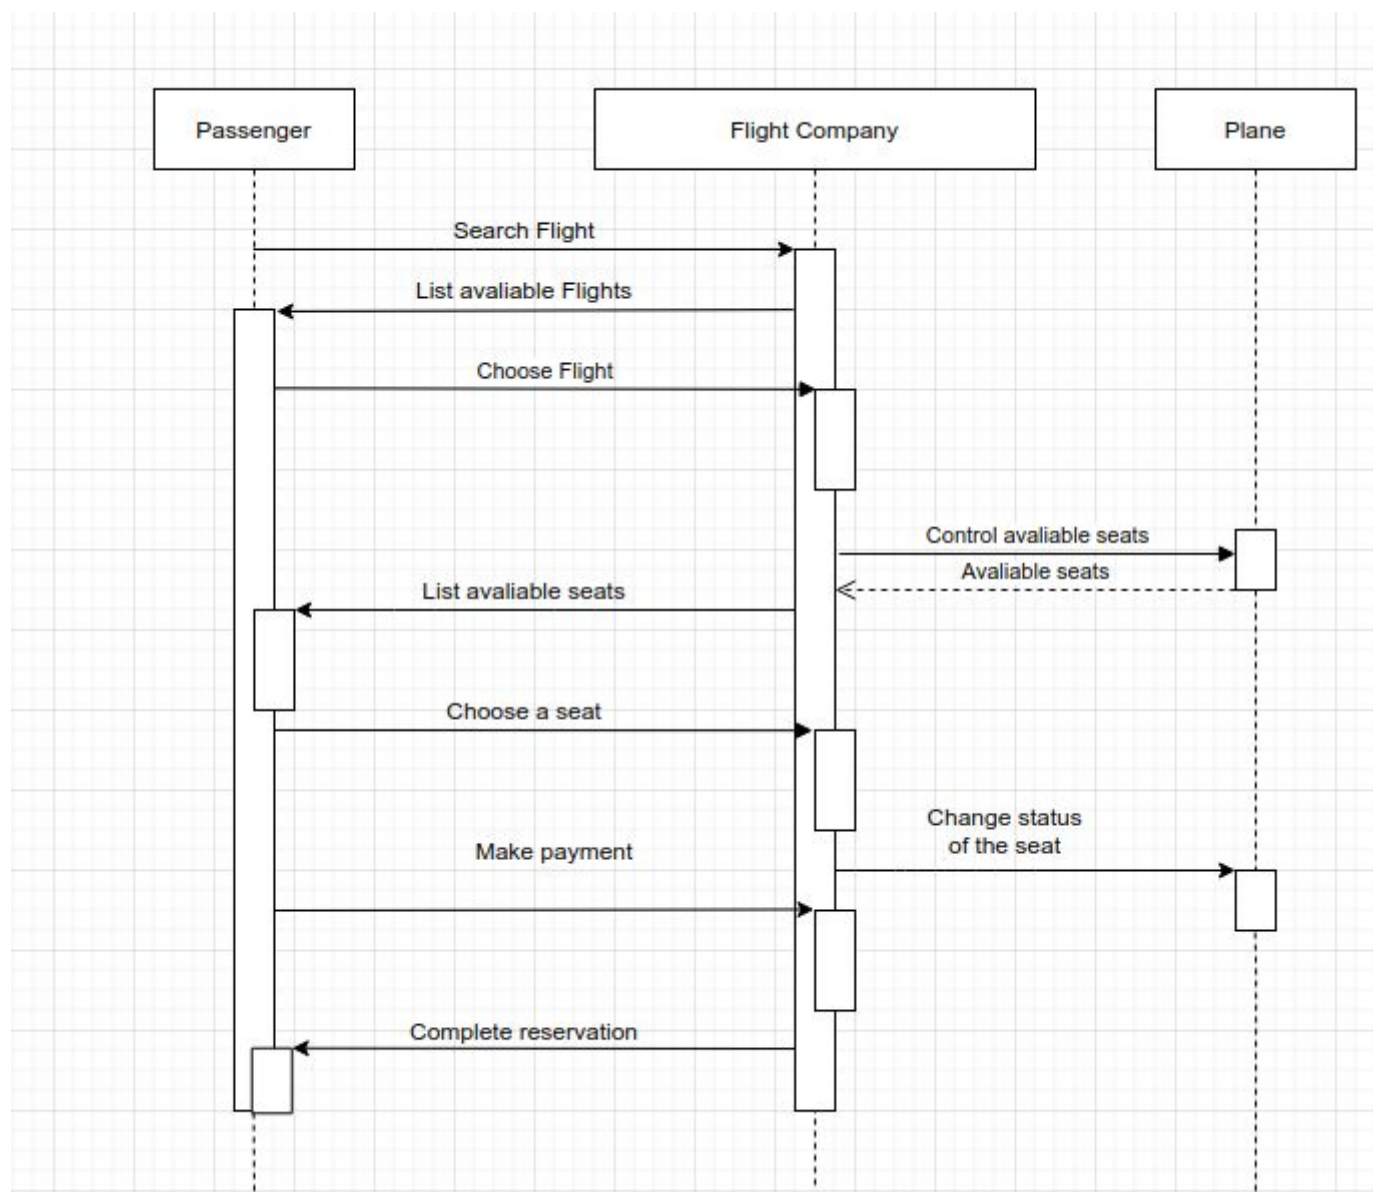 Passenger
Flight Company
Plane
Search Flight
List avaliable Flights
Choose Flight
Control avaliable seats
Avaliable seats
List avaliable seats
Choose a seat
Change status
of the seat
Make payment
Complete reservation